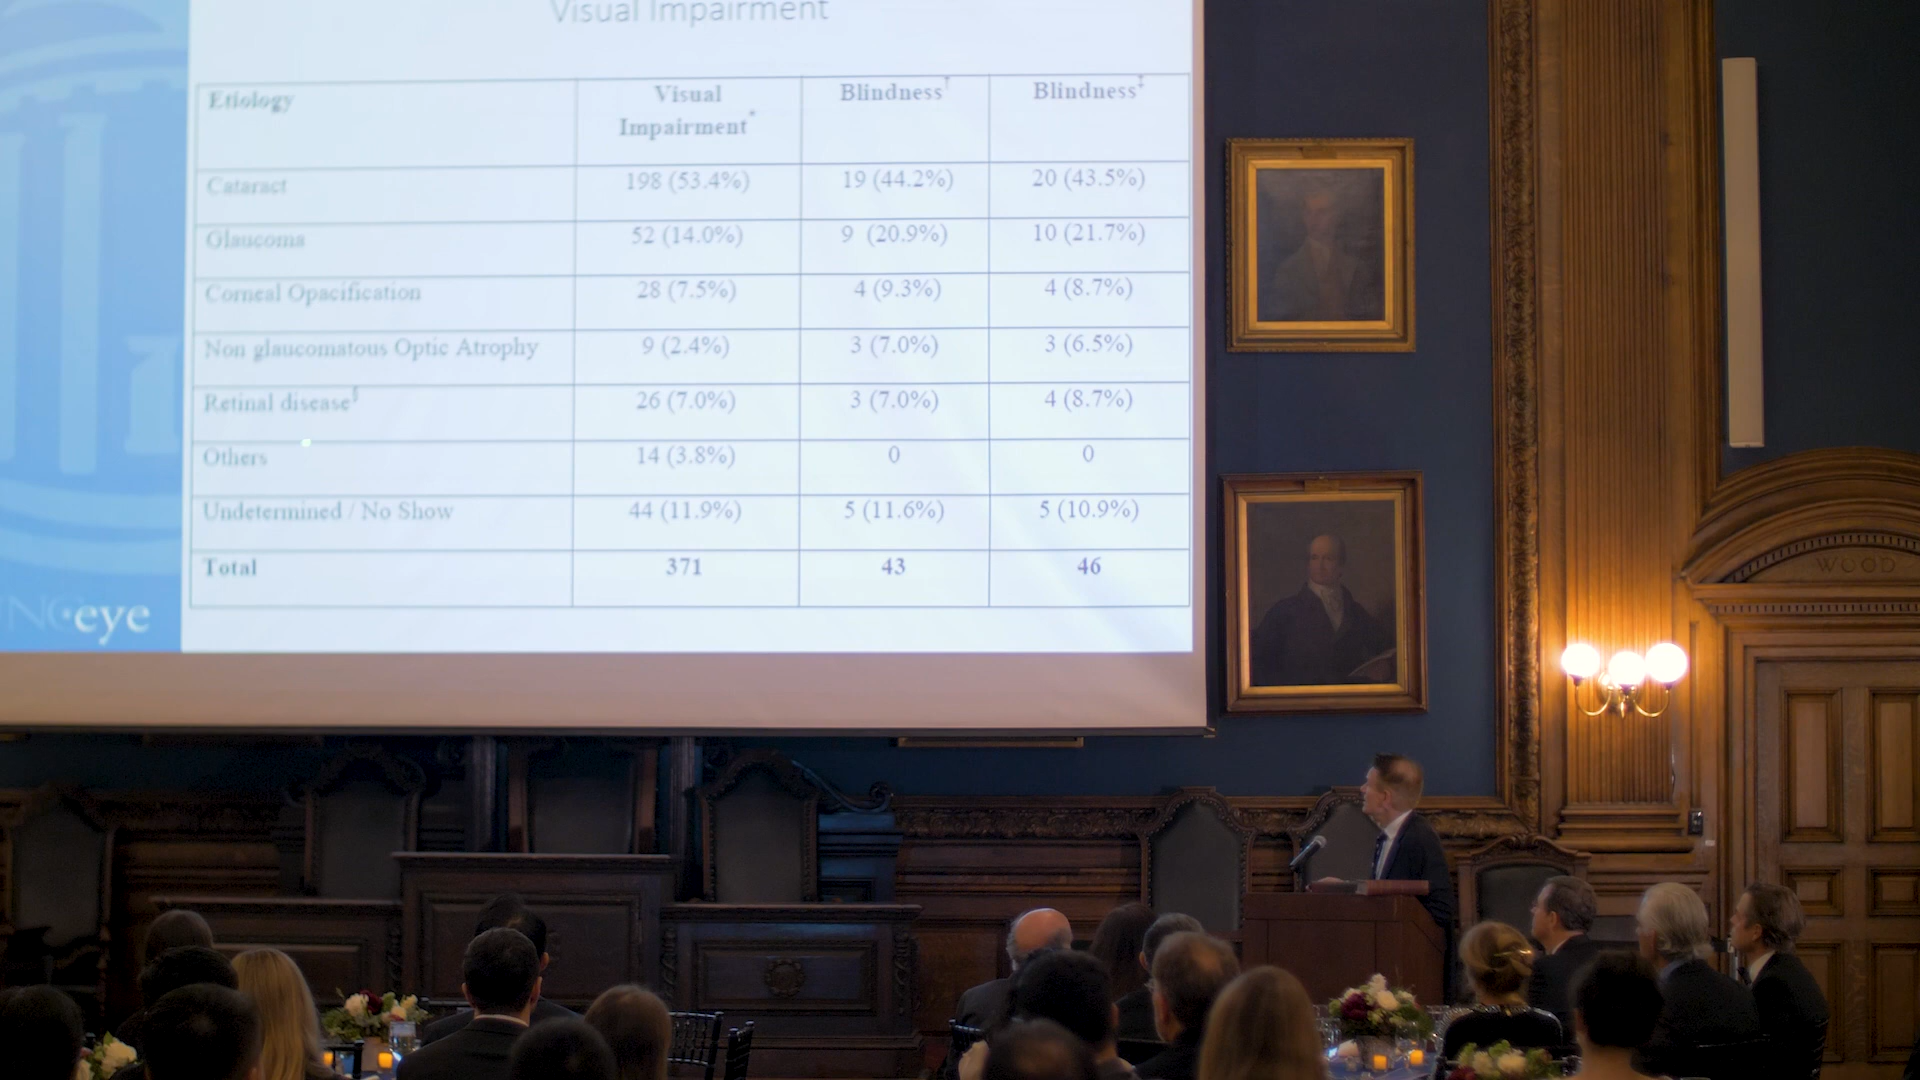 Visual Impairment
Etiology Visual Impairment* Blindness† Blindness‡
Cataract 198 (53.4%) 19 (44.2%) 20 (43.5%)
Glaucoma 52 (14.0%) 9 (20.9%) 10 (21.7%)
Corneal Opacification 28 (7.5%) 4 (9.3%) 4 (8.7%)
Non glaucomatous Optic Atrophy 9 (2.4%) 3 (7.0%) 3 (6.5%)
Retinal disease§ 26 (7.0%) 3 (7.0%) 4 (8.7%)
Others 14 (3.8%) 0 0
Undetermined / No Show 44 (11.9%) 5 (11.6%) 5 (10.9%)
Total 371 43 46
eye
WOOD